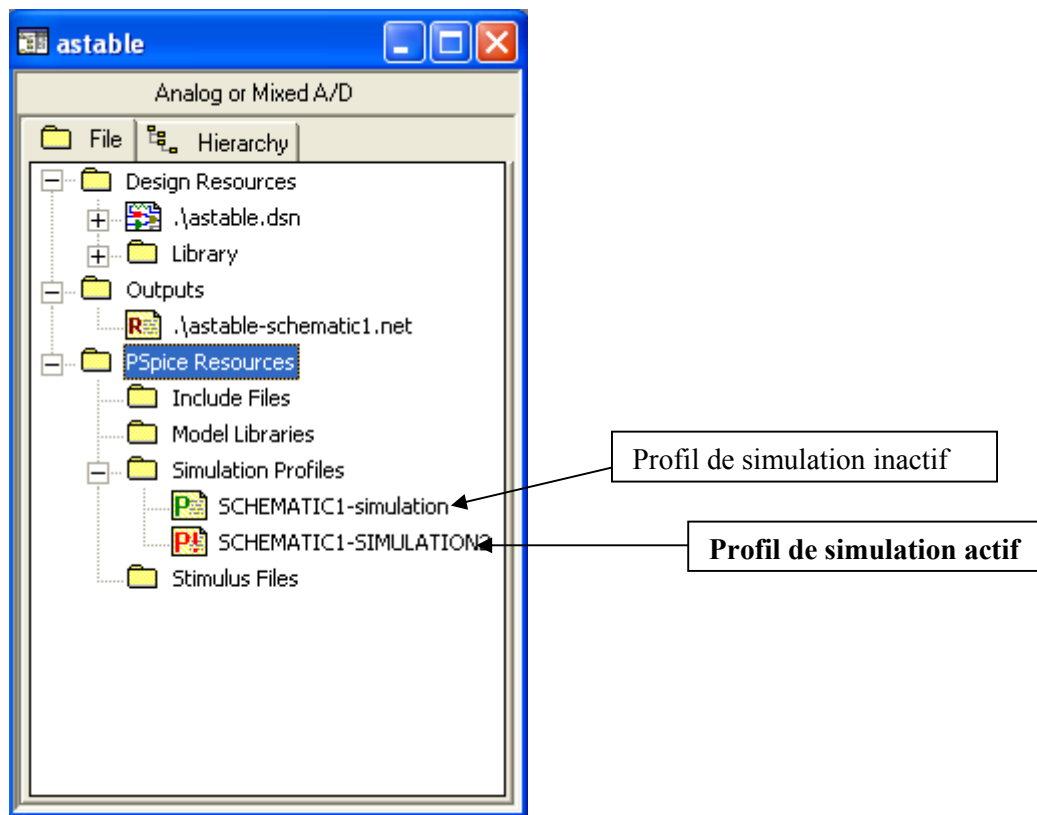 astable
Analog or Mixed A/D
File
Hierarchy
Design Resources
.\astable.dsn
Library
Outputs
.\astable-schematic1.net
PSpice Resources
Include Files
Model Libraries
Simulation Profiles
SCHEMATIC1-simulation
SCHEMATIC1-SIMULATION2
Stimulus Files
Profil de simulation inactif
Profil de simulation actif